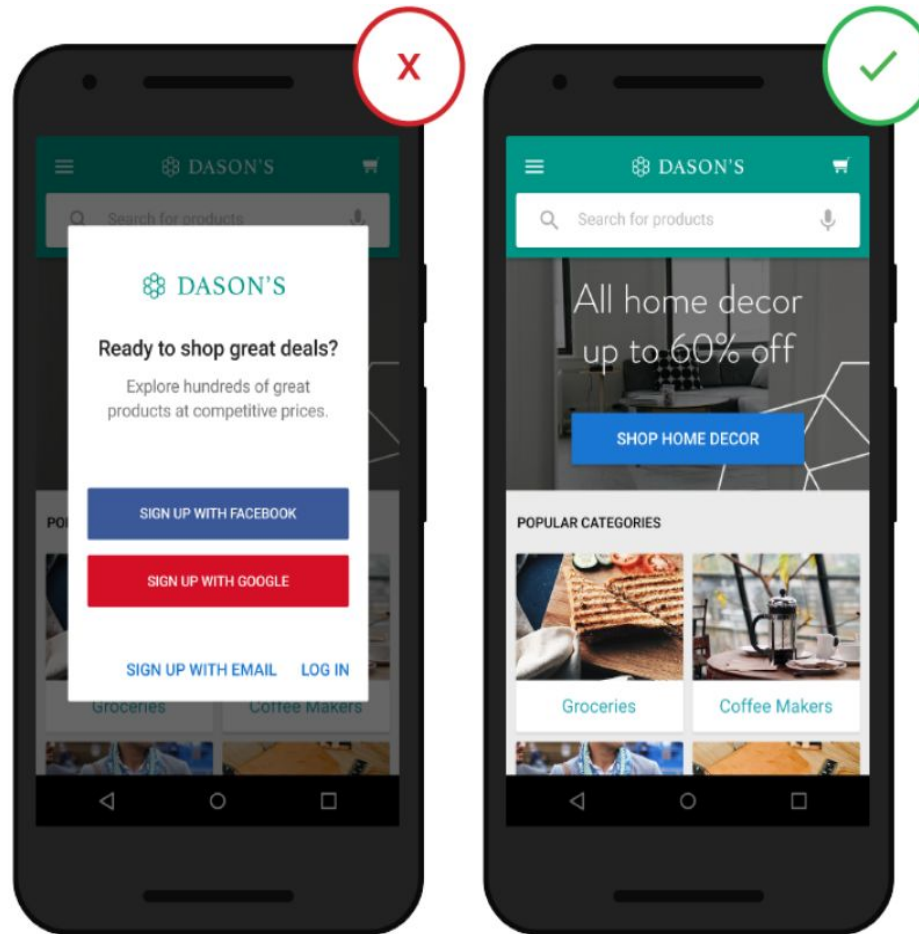 X
DASON'S
Search for products
DASON'S
Ready to shop great deals?
Explore hundreds of great
products at competitive prices.
SIGN UP WITH FACEBOOK
SIGN UP WITH GOOGLE
SIGN UP WITH EMAIL LOG IN
Groceries Coffee Makers
DASON'S
Search for products
All home decor
up to 60% off
SHOP HOME DECOR
POPULAR CATEGORIES
Groceries Coffee Makers